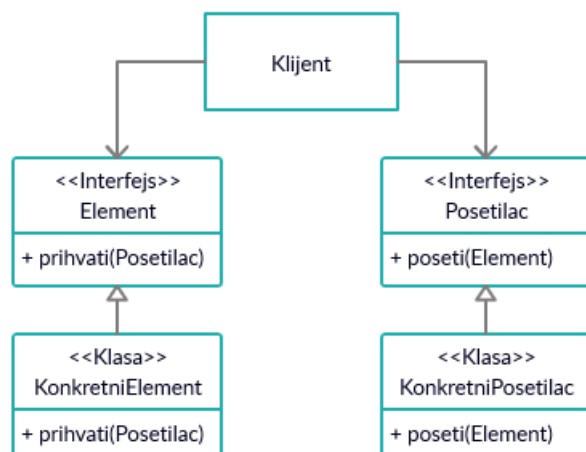 Klijent
<<Interfejs>>
Element
+ prihvati(Posetilac)
<<Interfejs>>
Posetilac
+ poseti(Element)
<<Klasa>>
KonkretniElement
+ prihvati(Posetilac)
<<Klasa>>
KonkretniPosetilac
+ poseti(Element)